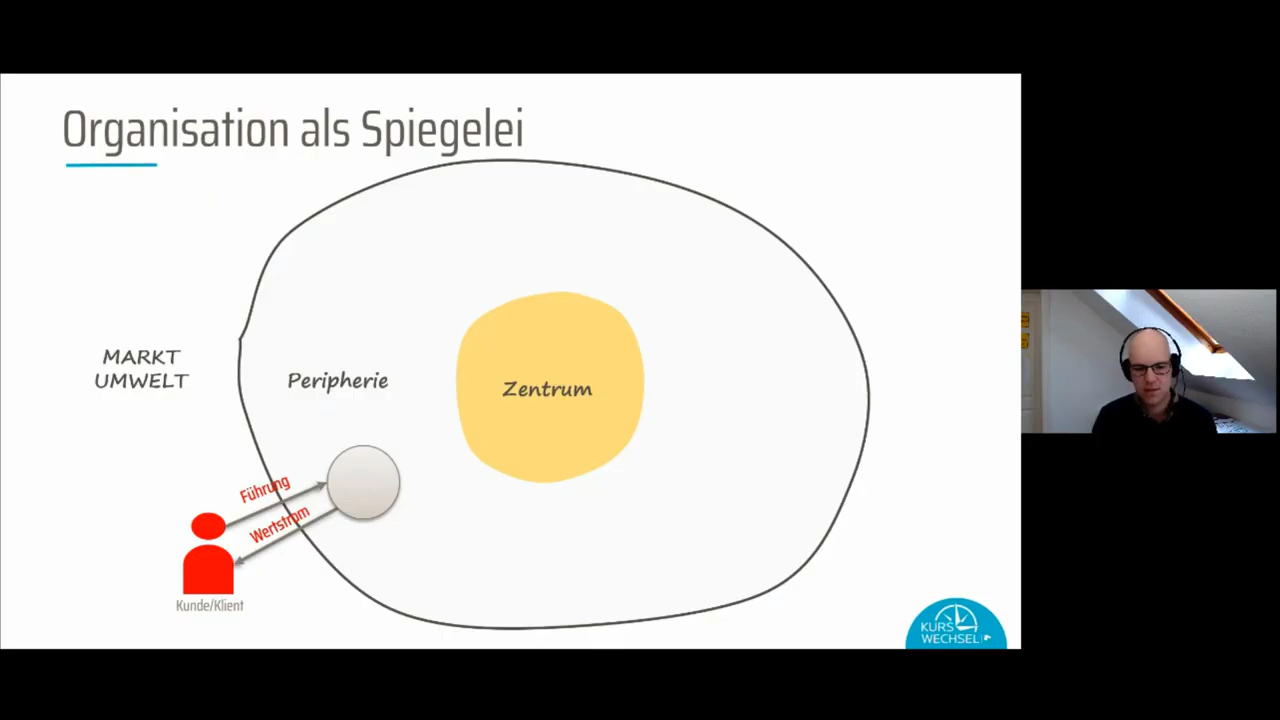 Organisation als Spiegelei
MARKT
UMWELT
Peripherie
Zentrum
Führung
Wertstrom
Kunde/Klient
KURS
WECHSEL